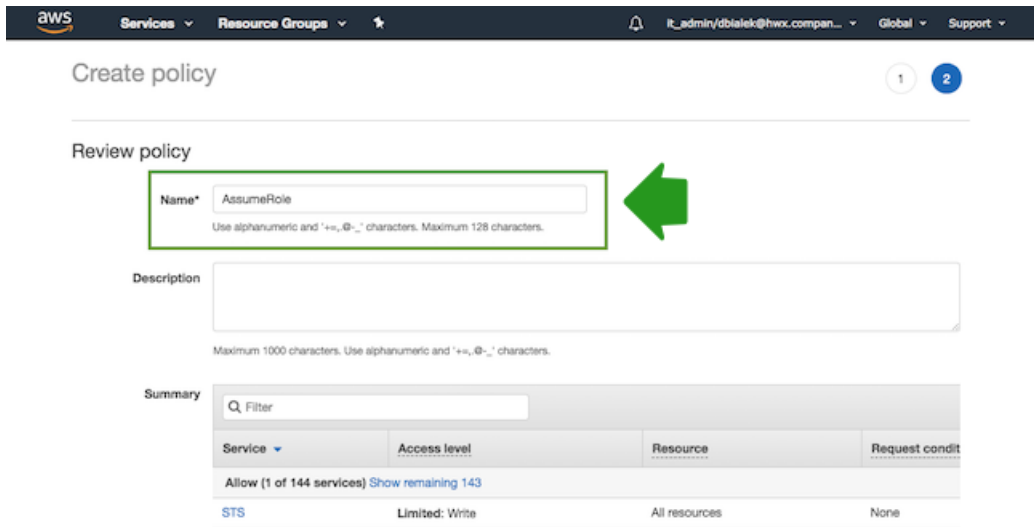 aws Services Resource Groups it_admin/dbialek@hwx.compan... Global Support
Create policy 1 2
Review policy
Name* AssumeRole
Use alphanumeric and '+=,.@-_' characters. Maximum 128 characters.
Description
Maximum 1000 characters. Use alphanumeric and '+=,.@-_' characters.
Summary
Filter
Service Access level Resource Request condit
Allow (1 of 144 services) Show remaining 143
STS Limited: Write All resources None